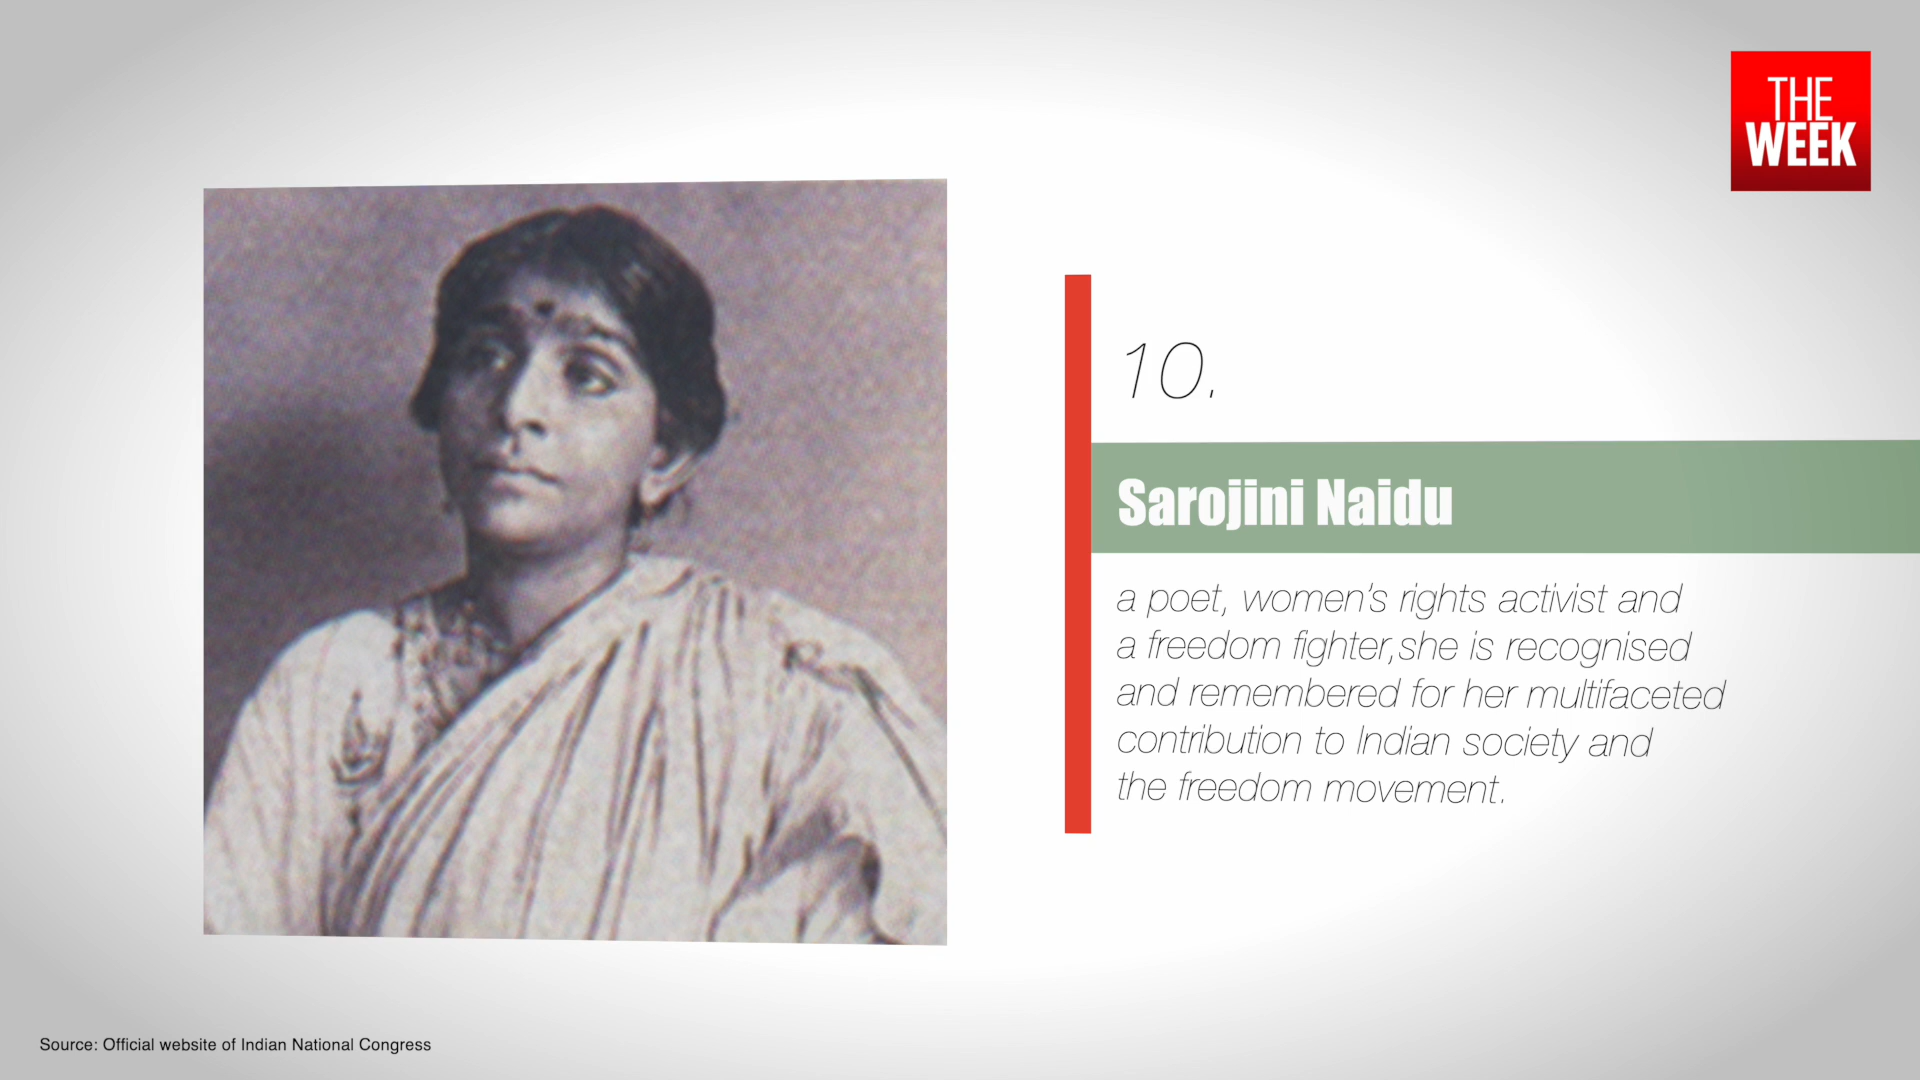 THE
WEEK
10.
Sarojini Naidu
a poet, women's rights activist and
a freedom fighter,she is recognised
and remembered for her multifaceted
contribution to Indian society and
the freedom movement.
Source: Official website of Indian National Congress